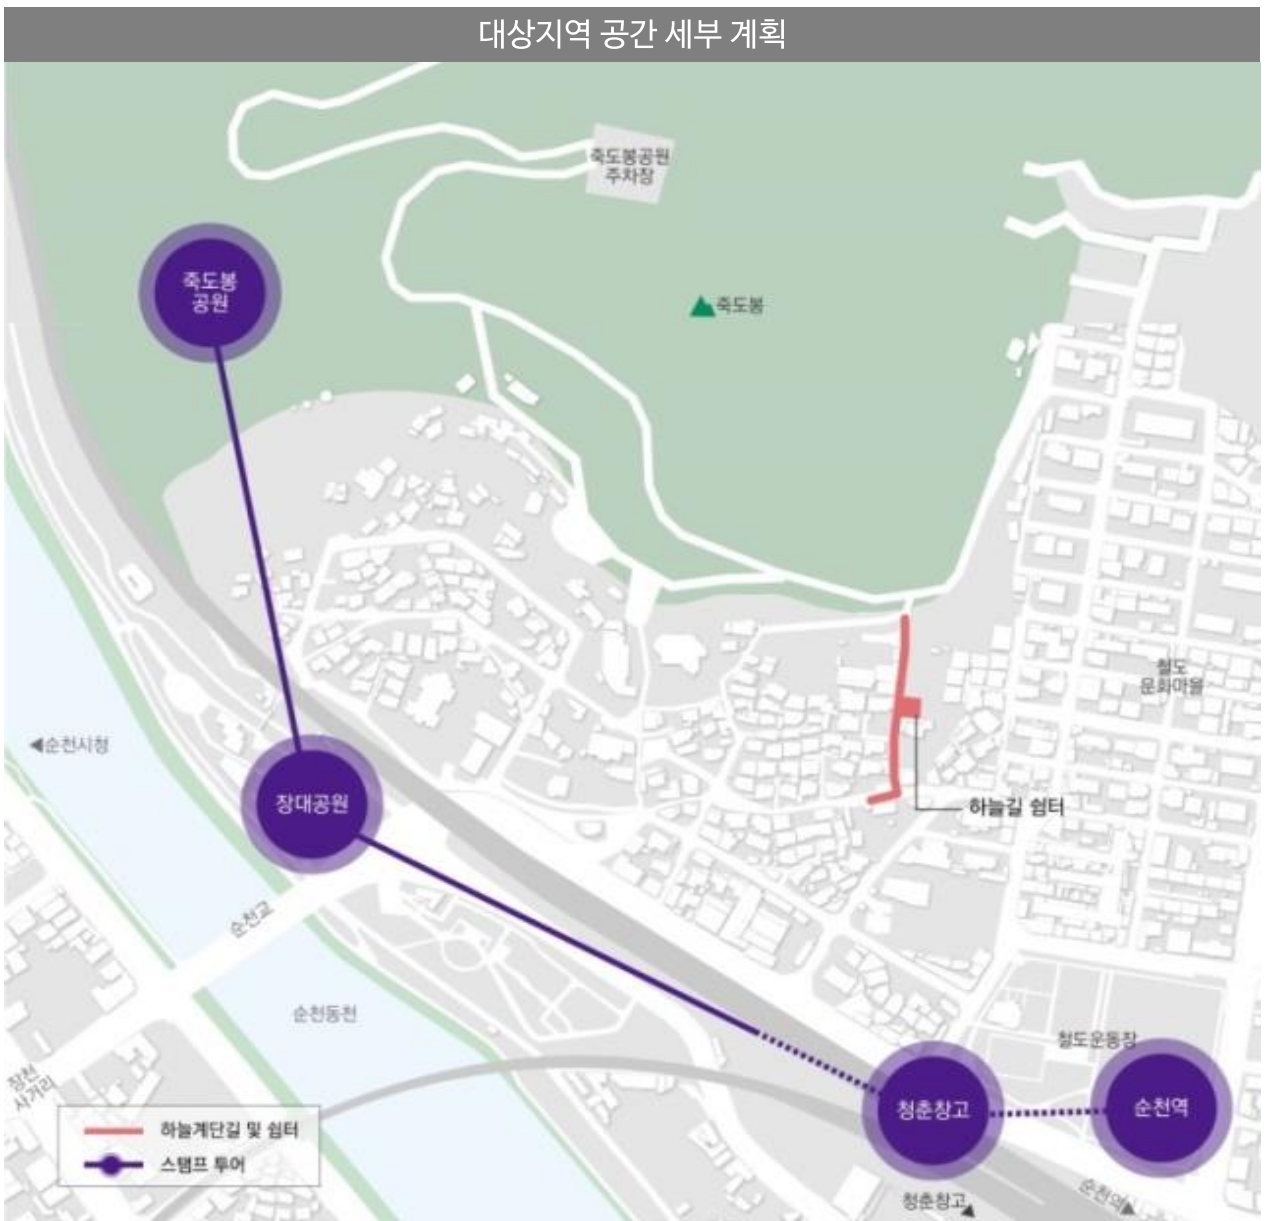 대상지역 공간 세부 계획
죽도봉공원
주차장
죽도봉
공원
죽도봉
철도
문화마을
순천시청
장대공원
하늘길 쉼터
순천교
순천동천
철도운동장
장천
사거리
청춘창고
순천역
하늘계단길 및 쉼터
스탬프 투어
청춘창고
순천역